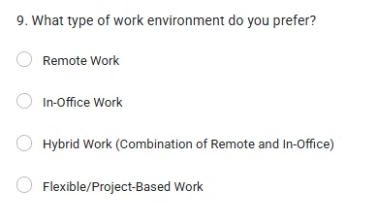 9. What type of work environment do you prefer?
Remote Work
In-Office Work
Hybrid Work (Combination of Remote and In-Office)
Flexible/Project-Based Work